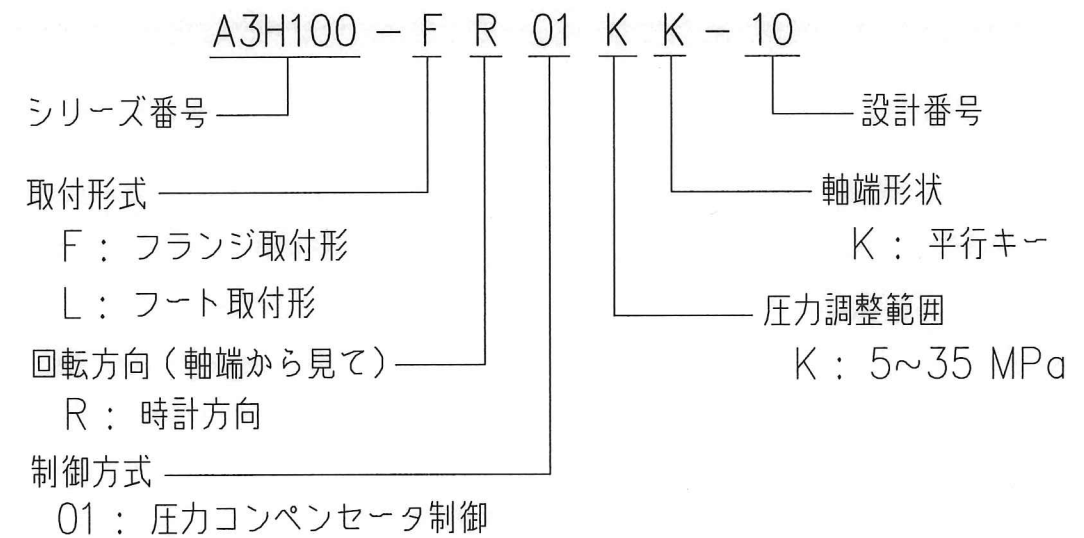 A3H100-FR01KK-10
シリーズ番号
設計番号
取付形式
軸端形状
F：フランジ取付形
K：平行キー
L：フート取付形
圧力調整範囲
回転方向（軸端から見て）
K：5~35 MPa
R：時計方向
制御方式
01：圧力コンペンセータ制御